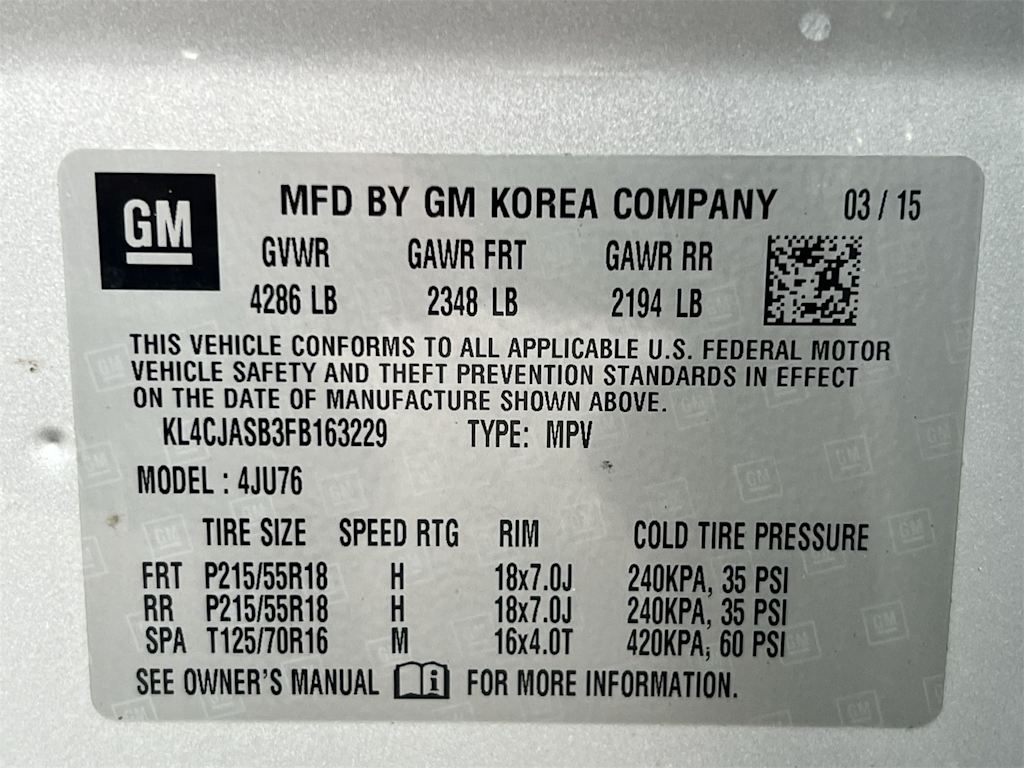 GM
MFD BY GM KOREA COMPANY 03 / 15
GVWR GAWR FRT GAWR RR
4286 LB 2348 LB 2194 LB
THIS VEHICLE CONFORMS TO ALL APPLICABLE U.S. FEDERAL MOTOR
VEHICLE SAFETY AND THEFT PREVENTION STANDARDS IN EFFECT
ON THE DATE OF MANUFACTURE SHOWN ABOVE.
KL4CJASB3FB163229 TYPE: MPV
MODEL : 4JU76
TIRE SIZE SPEED RTG RIM COLD TIRE PRESSURE
FRT P215/55R18 H 18x7.0J 240KPA, 35 PSI
RR P215/55R18 H 18x7.0J 240KPA, 35 PSI
SPA T125/70R16 M 16x4.0T 420KPA, 60 PSI
SEE OWNER'S MANUAL i FOR MORE INFORMATION.